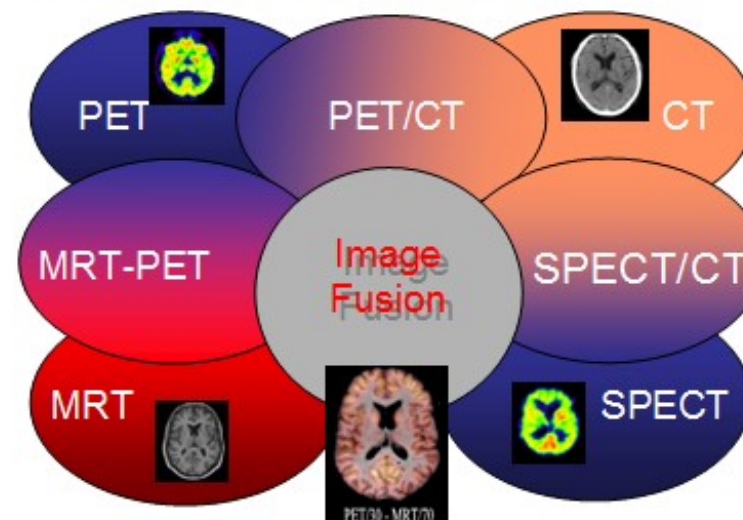 PET
PET/CT
CT
MRT-PET
Image
Fusion
SPECT/CT
MRT
SPECT
PET/30 - MRT/70